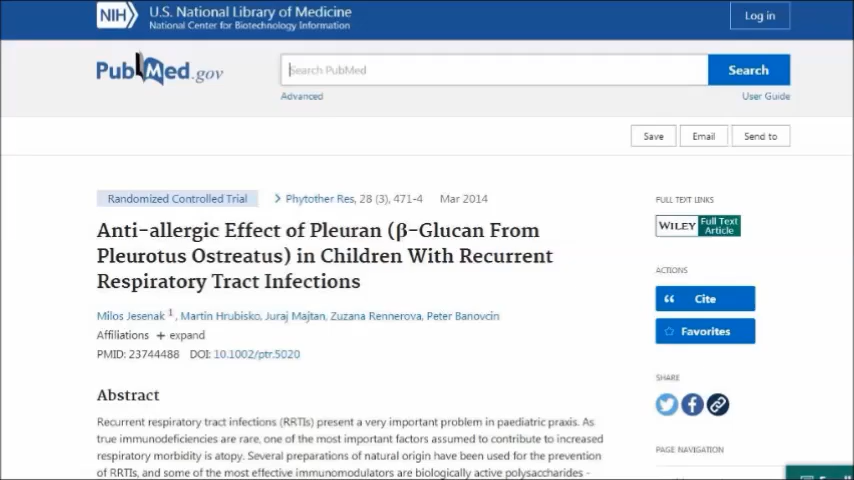 NIH
U.S. National Library of Medicine
National Center for Biotechnology Information
Log in
PubMed.gov
Search PubMed
Search
Advanced
User Guide
Save
Email
Send to
Randomized Controlled Trial
Phytother Res, 28 (3), 471-4
Mar 2014
Anti-allergic Effect of Pleuran (β-Glucan From
Pleurotus Ostreatus) in Children With Recurrent
Respiratory Tract Infections
Milos Jesenak 1, Martin Hrubisko, Juraj Majtan, Zuzana Rennerova, Peter Banovcin
Affiliations + expand
PMID: 23744488 DOI: 10.1002/ptr.5020
Abstract
Recurrent respiratory tract infections (RRTIs) present a very important problem in paediatric praxis. As
true immunodeficiencies are rare, one of the most important factors assumed to contribute to increased
respiratory morbidity is atopy. Several preparations of natural origin have been used for the prevention
of RRTIs, and some of the most effective immunomodulators are biologically active polysaccharides -
FULL TEXT LINKS
WILEY
Full Text
Article
ACTIONS
Cite
Favorites
SHARE
PAGE NAVIGATION